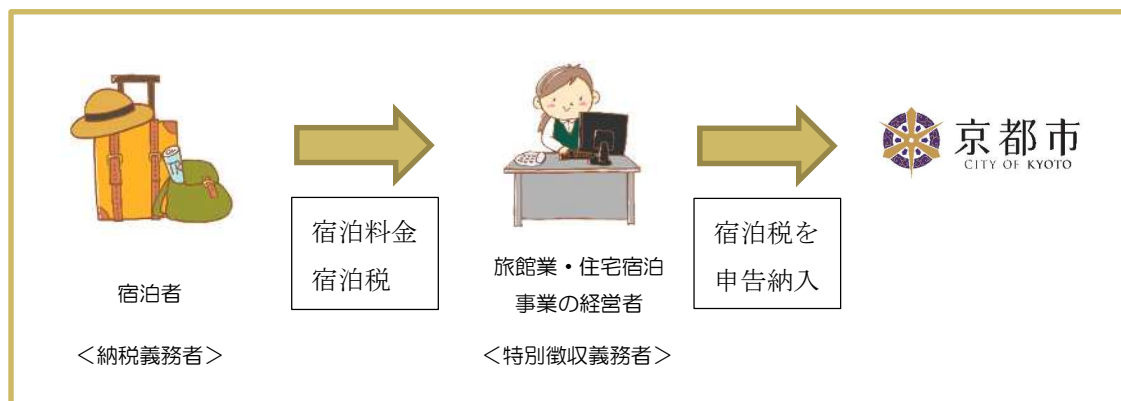 宿泊者
＜納税義務者＞
宿泊料金
宿泊税
旅館業・住宅宿泊
事業の経営者
＜特別徴収義務者＞
宿泊税を
申告納入
京都市
CITY OF KYOTO